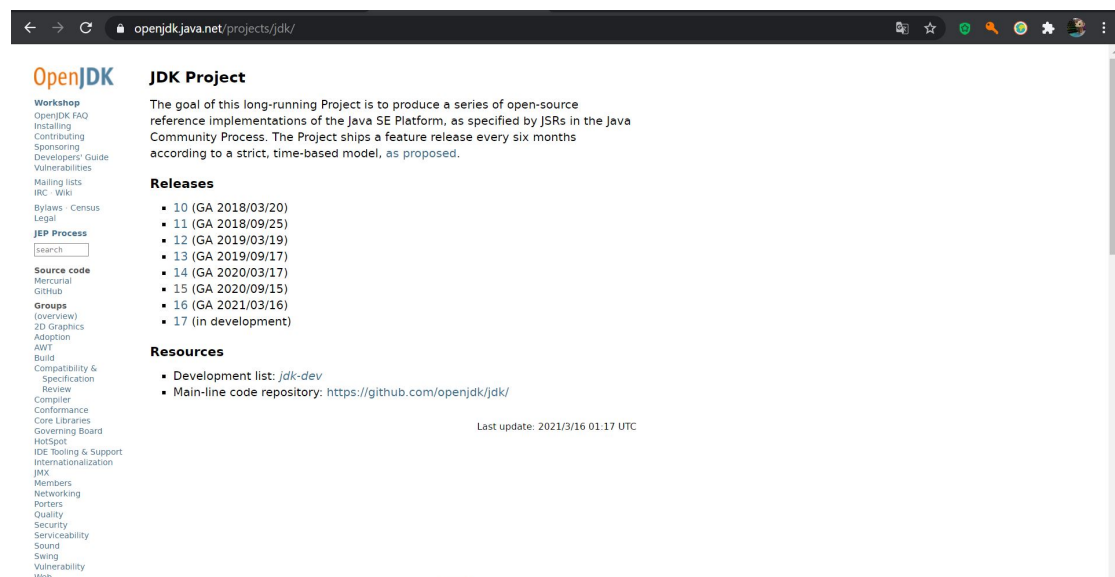 openjdk.java.net/projects/jdk/
OpenJDK
Workshop
OpenJDK FAQ
Installing
Contributing
Sponsoring
Developers' Guide
Vulnerabilities
Mailing lists
IRC · Wiki
Bylaws · Census
Legal
JEP Process
search
Source code
Mercurial
GitHub
Groups
(overview)
2D Graphics
Adoption
AWT
Build
Compatibility &
Specification
Review
Compiler
Conformance
Core Libraries
Governing Board
HotSpot
IDE Tooling & Support
Internationalization
JMX
Members
Networking
Porters
Quality
Security
Serviceability
Sound
Swing
Vulnerability
Web
JDK Project
The goal of this long-running Project is to produce a series of open-source
reference implementations of the Java SE Platform, as specified by JSRs in the Java
Community Process. The Project ships a feature release every six months
according to a strict, time-based model, as proposed.
Releases
▪ 10 (GA 2018/03/20)
▪ 11 (GA 2018/09/25)
▪ 12 (GA 2019/03/19)
▪ 13 (GA 2019/09/17)
▪ 14 (GA 2020/03/17)
▪ 15 (GA 2020/09/15)
▪ 16 (GA 2021/03/16)
▪ 17 (in development)
Resources
▪ Development list: jdk-dev
▪ Main-line code repository: https://github.com/openjdk/jdk/
Last update: 2021/3/16 01:17 UTC